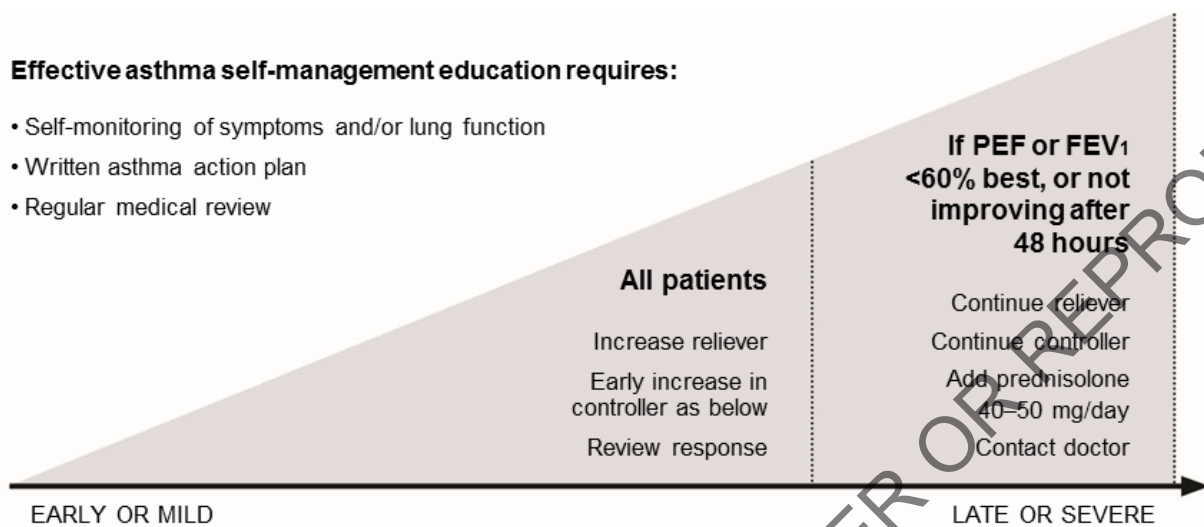 Effective asthma self-management education requires:
• Self-monitoring of symptoms and/or lung function
• Written asthma action plan
• Regular medical review
All patients
Increase reliever
Early increase in
controller as below
Review response
If PEF or FEV1
<60% best, or not
improving after
48 hours
Continue reliever
Continue controller
Add prednisolone
40–50 mg/day
Contact doctor
EARLY OR MILD
LATE OR SEVERE
OR REPRO